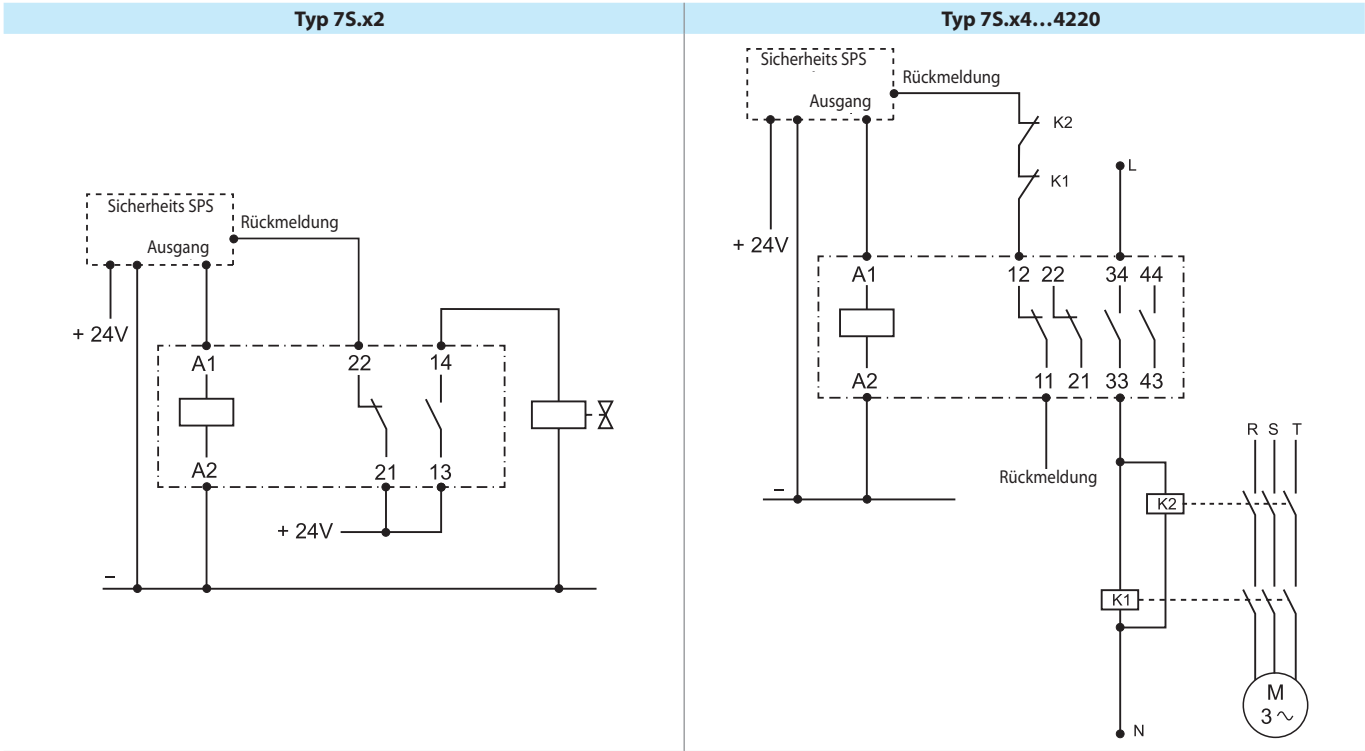 Typ 7S.x2
Sicherheits SPS
Rückmeldung
Ausgang
+ 24V
A1 22 14
A2 21 13
+ 24V
–
Typ 7S.x4...4220
Sicherheits SPS
Rückmeldung
Ausgang
K2
K1
L
+ 24V
A1 12 22 34 44
A2 11 21 33 43
Rückmeldung
–
R S T
K2
K1
M
3 ~
N